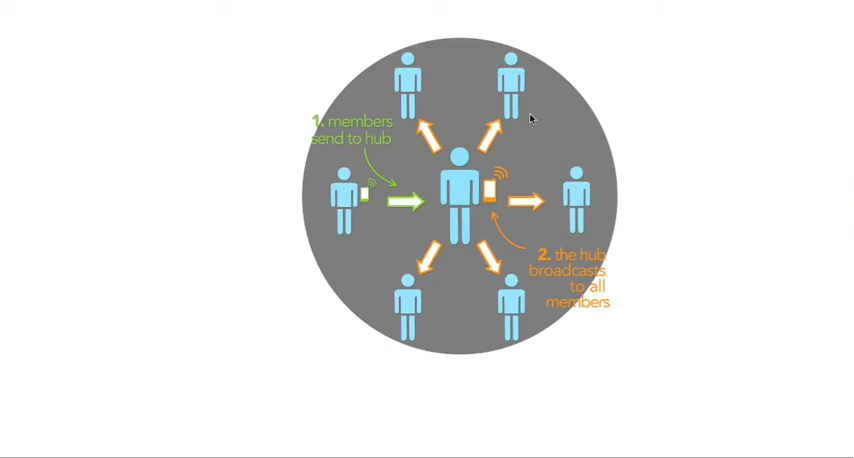 1. members
send to hub
2. the hub
broadcasts
to all
members